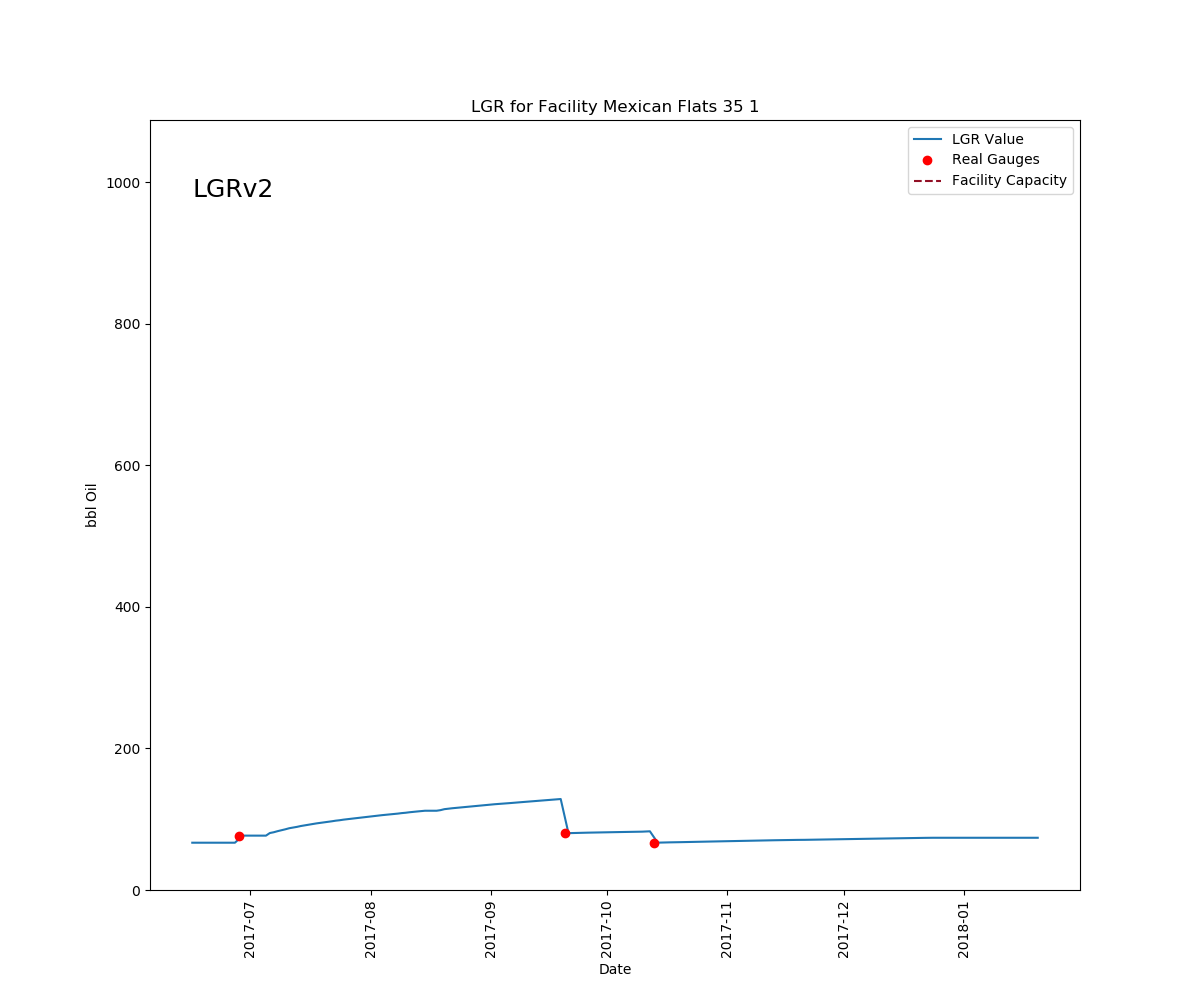 LGR for Facility Mexican Flats 35 1
LGRv2
LGR Value
Real Gauges
Facility Capacity
1000
800
600
400
200
0
bbl Oil
2017-07
2017-08
2017-09
2017-10
2017-11
2017-12
2018-01
Date